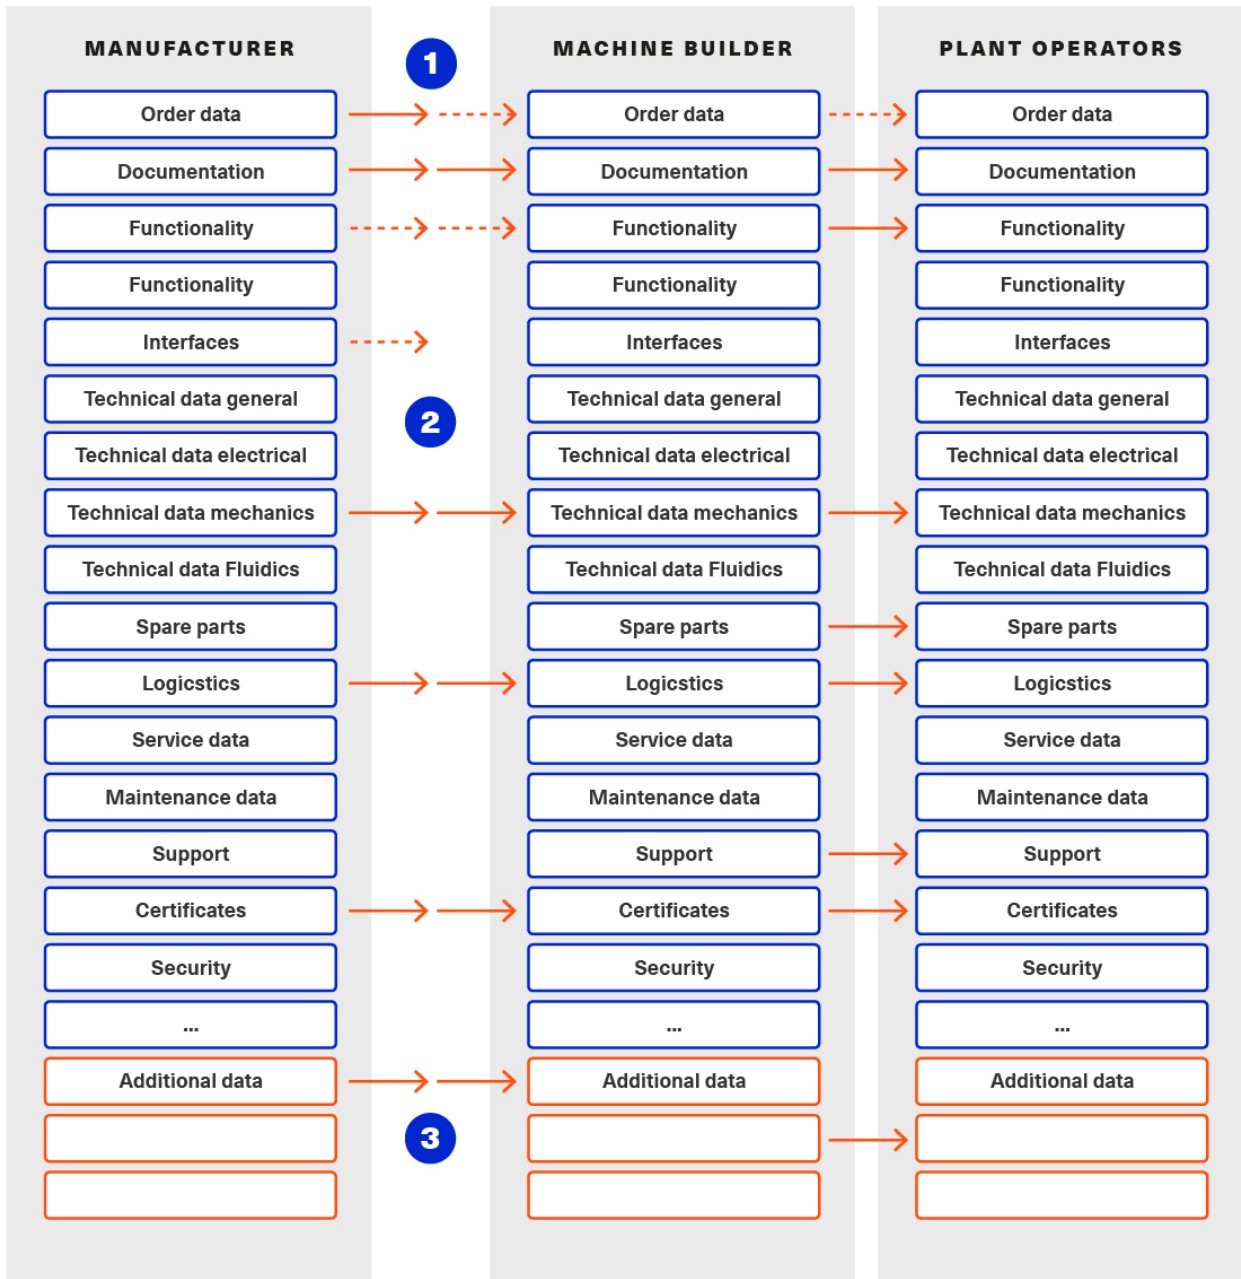 MANUFACTURER
1
MACHINE BUILDER
PLANT OPERATORS
Order data
Order data
Order data
Documentation
Documentation
Documentation
Functionality
Functionality
Functionality
Functionality
Functionality
Functionality
Interfaces
Interfaces
Interfaces
Technical data general
2
Technical data general
Technical data general
Technical data electrical
Technical data electrical
Technical data electrical
Technical data mechanics
Technical data mechanics
Technical data mechanics
Technical data Fluidics
Technical data Fluidics
Technical data Fluidics
Spare parts
Spare parts
Spare parts
Logicstics
Logicstics
Logicstics
Service data
Service data
Service data
Maintenance data
Maintenance data
Maintenance data
Support
Support
Support
Certificates
Certificates
Certificates
Security
Security
Security
...
...
...
Additional data
Additional data
Additional data
3